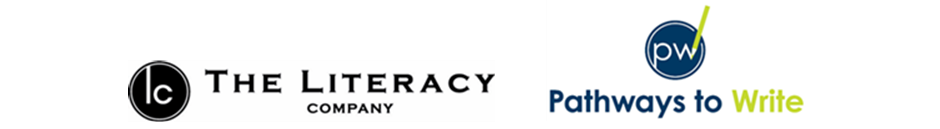 lc
THE LITERACY
COMPANY
pw
Pathways to Write